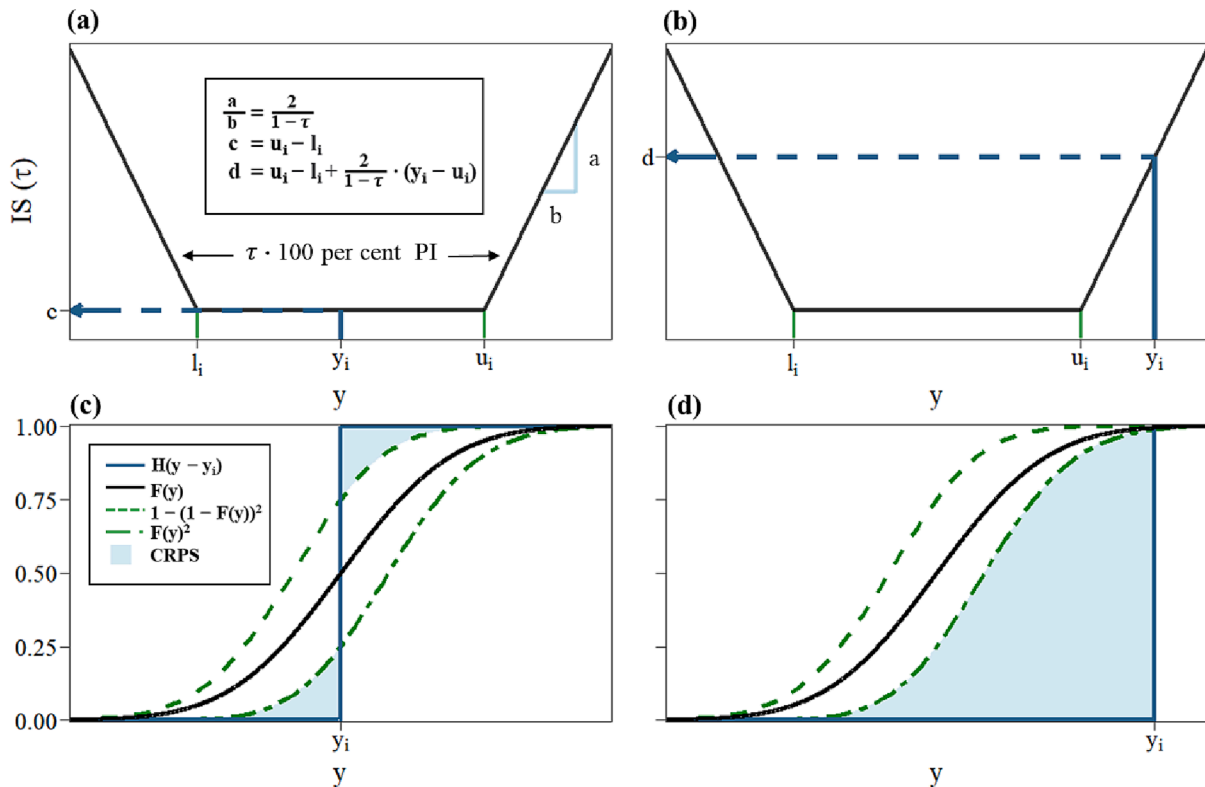 (a)
a/b = 2/(1 − τ)
c = uᵢ − lᵢ
d = uᵢ − lᵢ + 2/(1 − τ) · (yᵢ − uᵢ)
a
b
IS (τ)
τ · 100 per cent PI
c
lᵢ yᵢ uᵢ
y
(b)
d
lᵢ uᵢ yᵢ
y
(c)
1.00
0.75
0.50
0.25
0.00
H(y − yᵢ)
F(y)
1 − (1 − F(y))²
F(y)²
CRPS
yᵢ
y
(d)
yᵢ
y